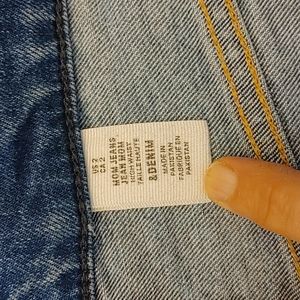 US 2
CA 2
MOM JEANS
JEAN MOM
HIGH WAIST
TAILLE HAUTE
&DENIM
MADE IN
PAKISTAN
FABRIQUÉ EN
PAKISTAN